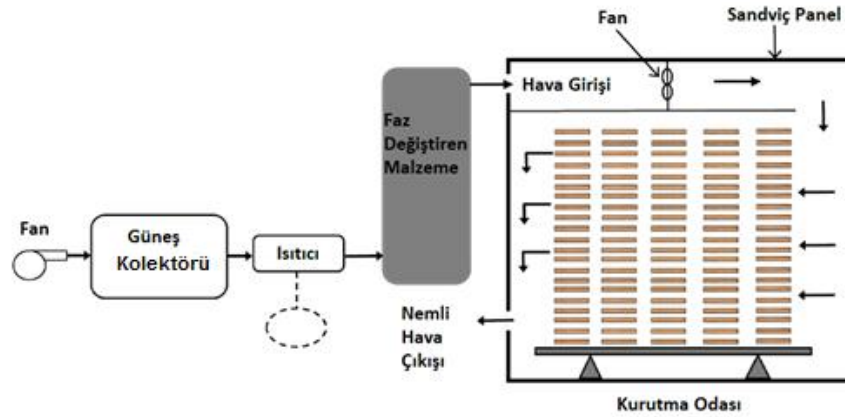 Fan
Güneş
Kolektörü
Isıtıcı
Faz
Değiştiren
Malzeme
Hava Girişi
Fan
Sandviç Panel
Nemli
Hava
Çıkışı
Kurutma Odası